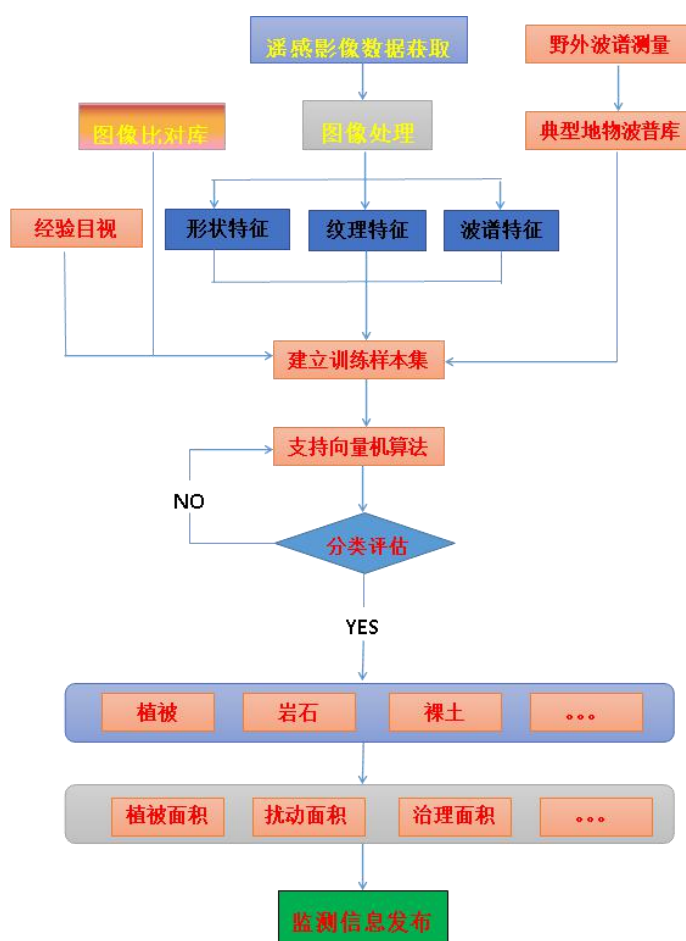 遥感影像数据获取
野外波谱测量
图像比对库
图像处理
典型地物波普库
经验目视
形状特征
纹理特征
波谱特征
建立训练样本集
支持向量机算法
NO
分类评估
YES
植被
岩石
裸土
。。。
植被面积
扰动面积
治理面积
。。。
监测信息发布